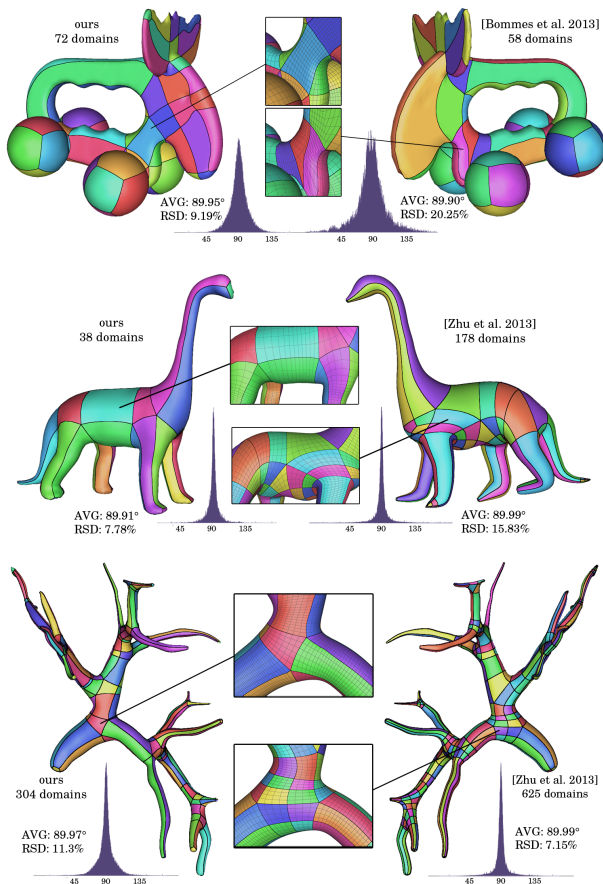 ours
72 domains
[Bommes et al. 2013]
58 domains
AVG: 89.95°
RSD: 9.19%
AVG: 89.90°
RSD: 20.25%
45 90 135
45 90 135
ours
38 domains
[Zhu et al. 2013]
178 domains
AVG: 89.91°
RSD: 7.78%
AVG: 89.99°
RSD: 15.83%
45 90 135
45 90 135
ours
304 domains
[Zhu et al. 2013]
625 domains
AVG: 89.97°
RSD: 11.3%
AVG: 89.99°
RSD: 7.15%
45 90 135
45 90 135